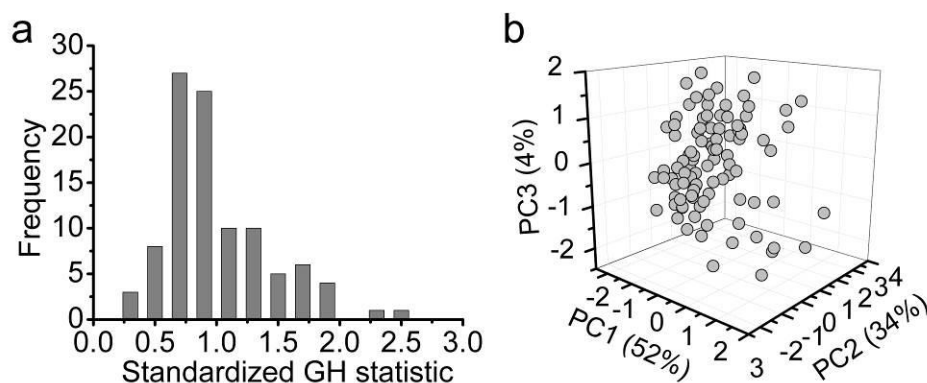 a
30
25
20
15
10
5
0
Frequency
0.0 0.5 1.0 1.5 2.0 2.5 3.0
Standardized GH statistic
b
2
1
0
-1
-2
PC3 (4%)
-2 -1 0 1 2 3
PC1 (52%)
-2 -1 0 1 2 3 4
PC2 (34%)